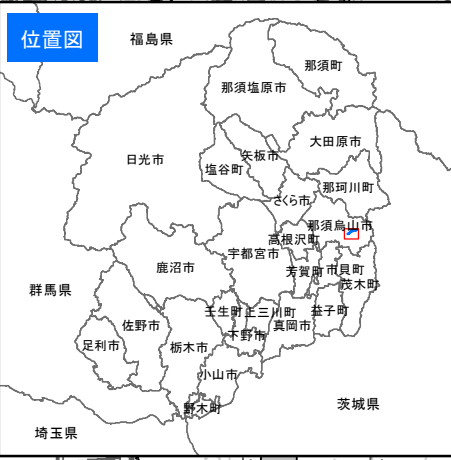 位置図
福島県
那須町
那須塩原市
大田原市
日光市
矢板市
塩谷町
那珂川町
さくら市
那須烏山市
高根沢町
宇都宮市
鹿沼市
芳賀町
市貝町
茂木町
群馬県
壬生町
上三川町
益子町
佐野市
真岡市
下野市
足利市
栃木市
小山市
野木町
茨城県
埼玉県